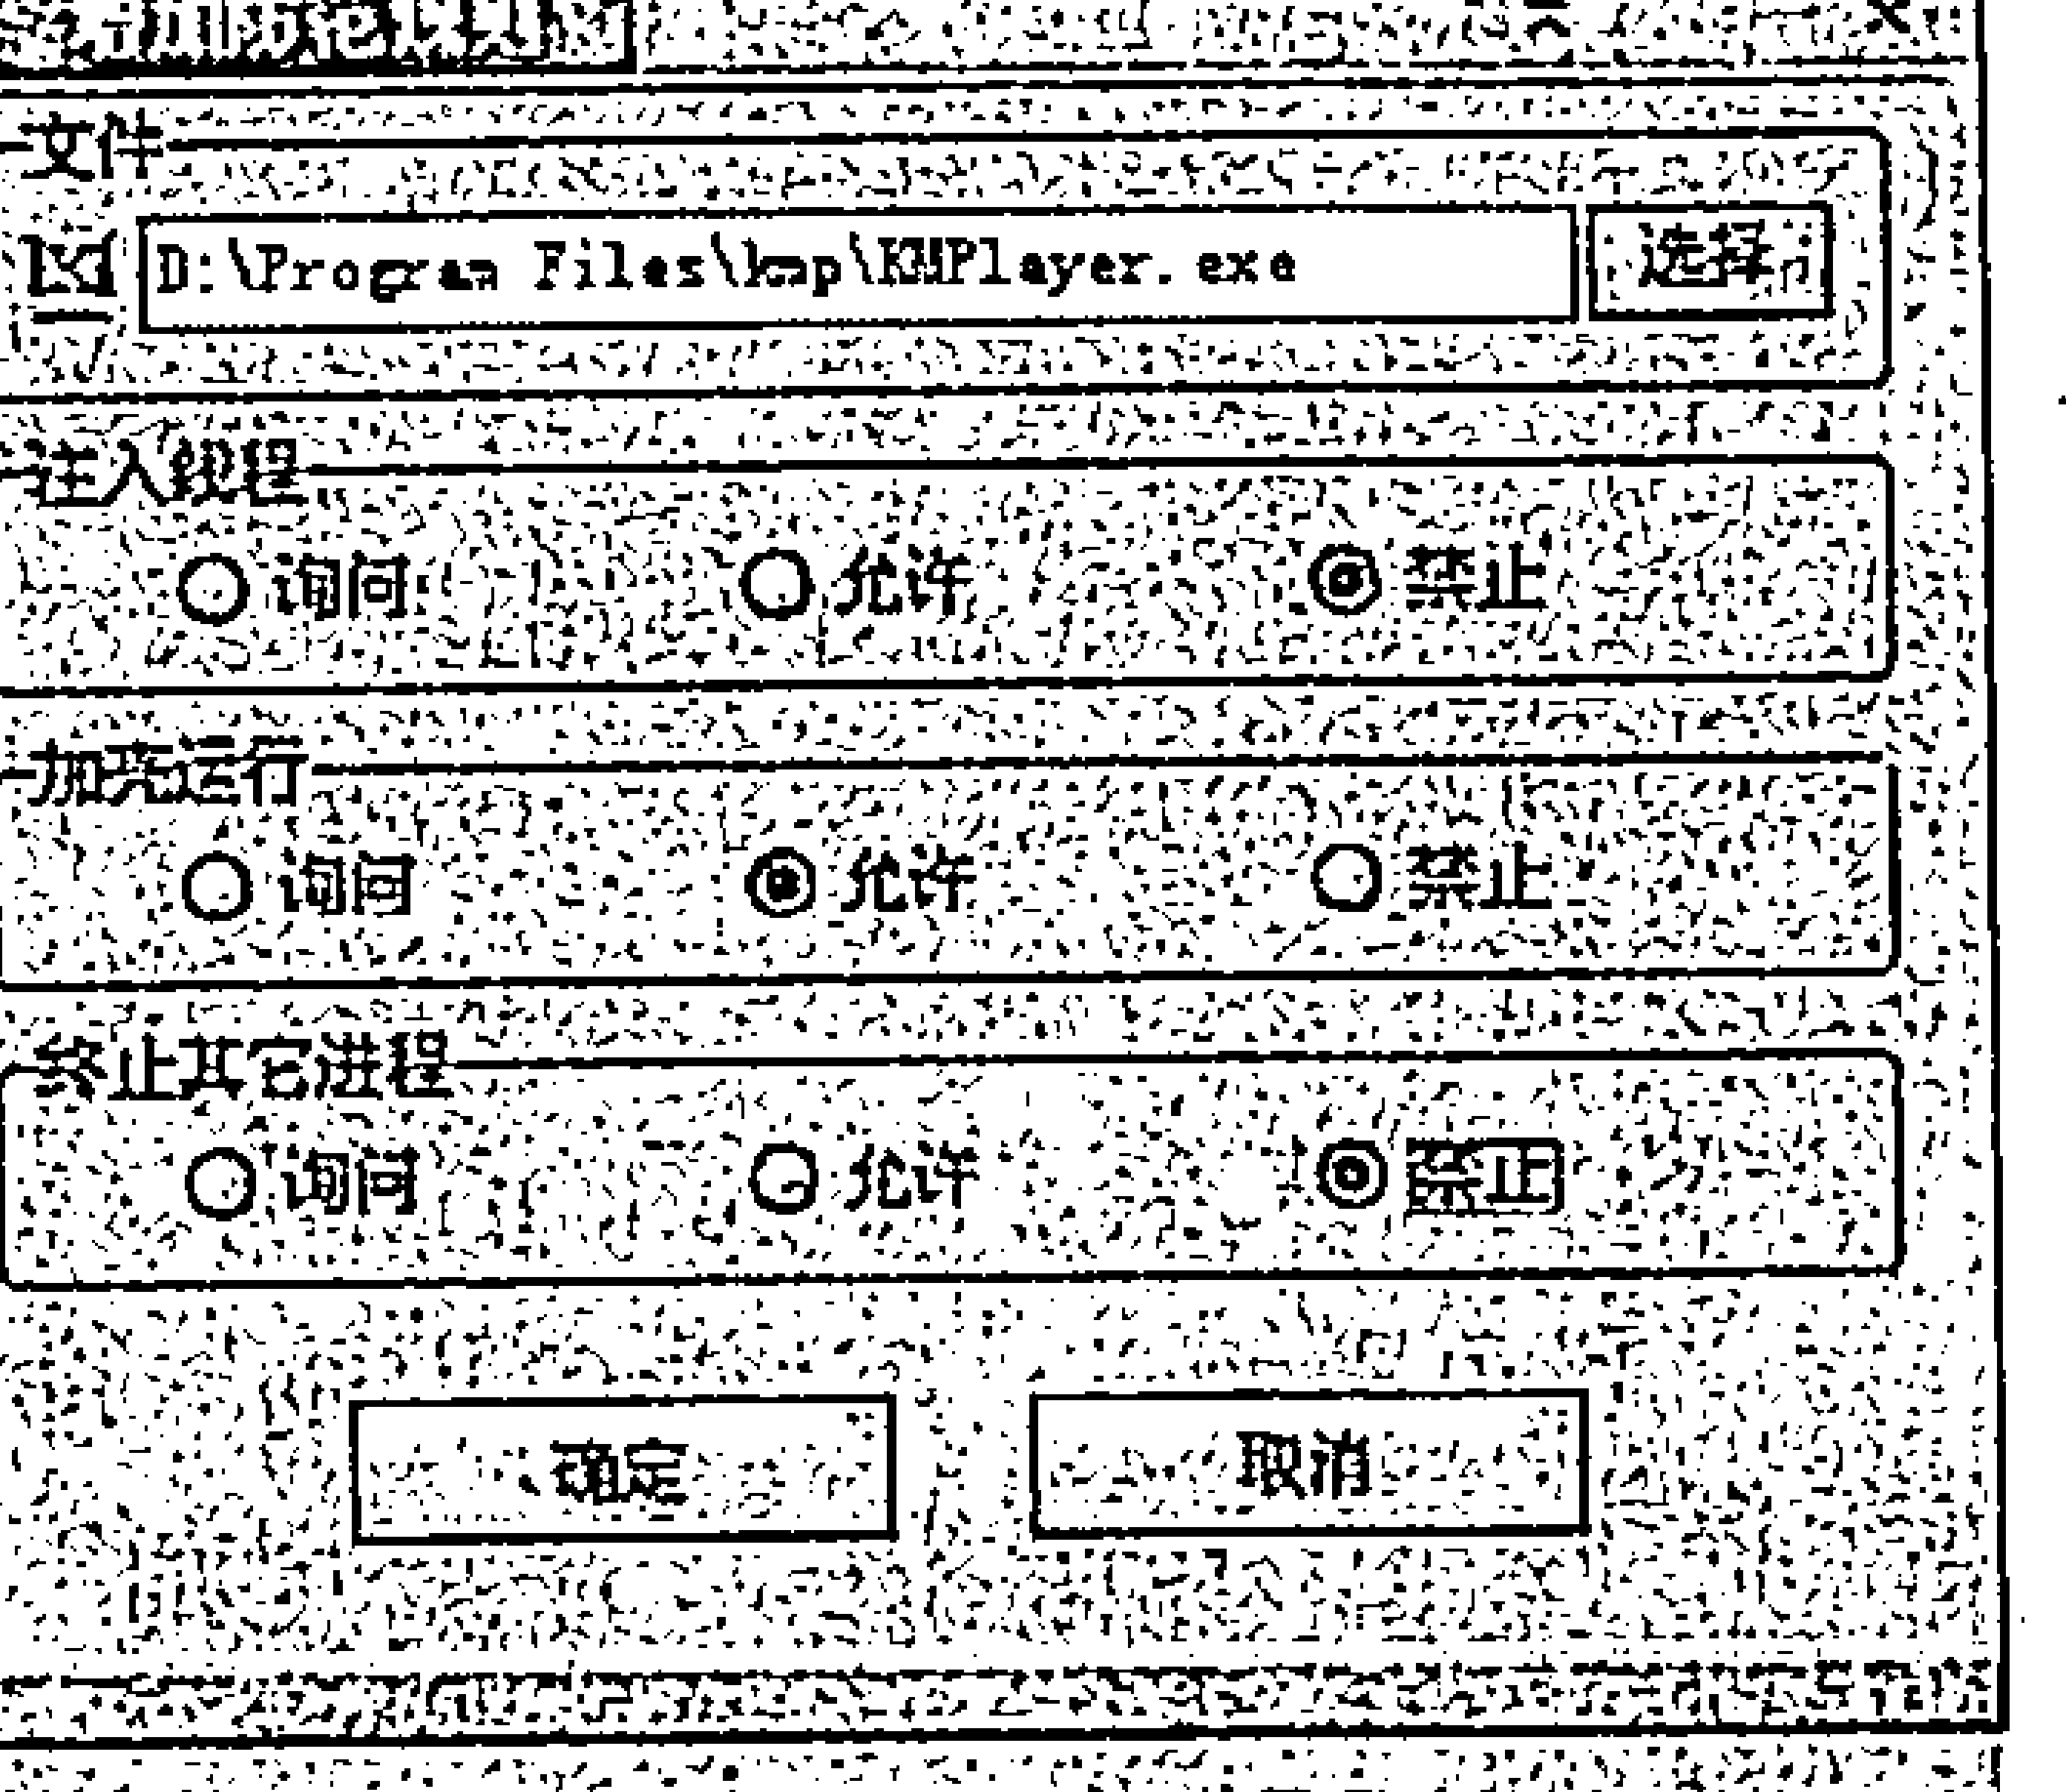 文件
D:\Program Files\kmp\KMPlayer.exe 选择
注入线程
询问 允许 禁止
加壳运行
询问 允许 禁止
终止其它进程
询问 允许 禁止
确定 取消